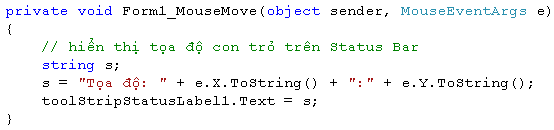 private void Form1_MouseMove(object sender, MouseEventArgs e)
{
// hiển thị tọa độ con trỏ trên Status Bar
string s;
s = "Tọa độ: " + e.X.ToString() + ":" + e.Y.ToString();
toolStripStatusLabel1.Text = s;
}